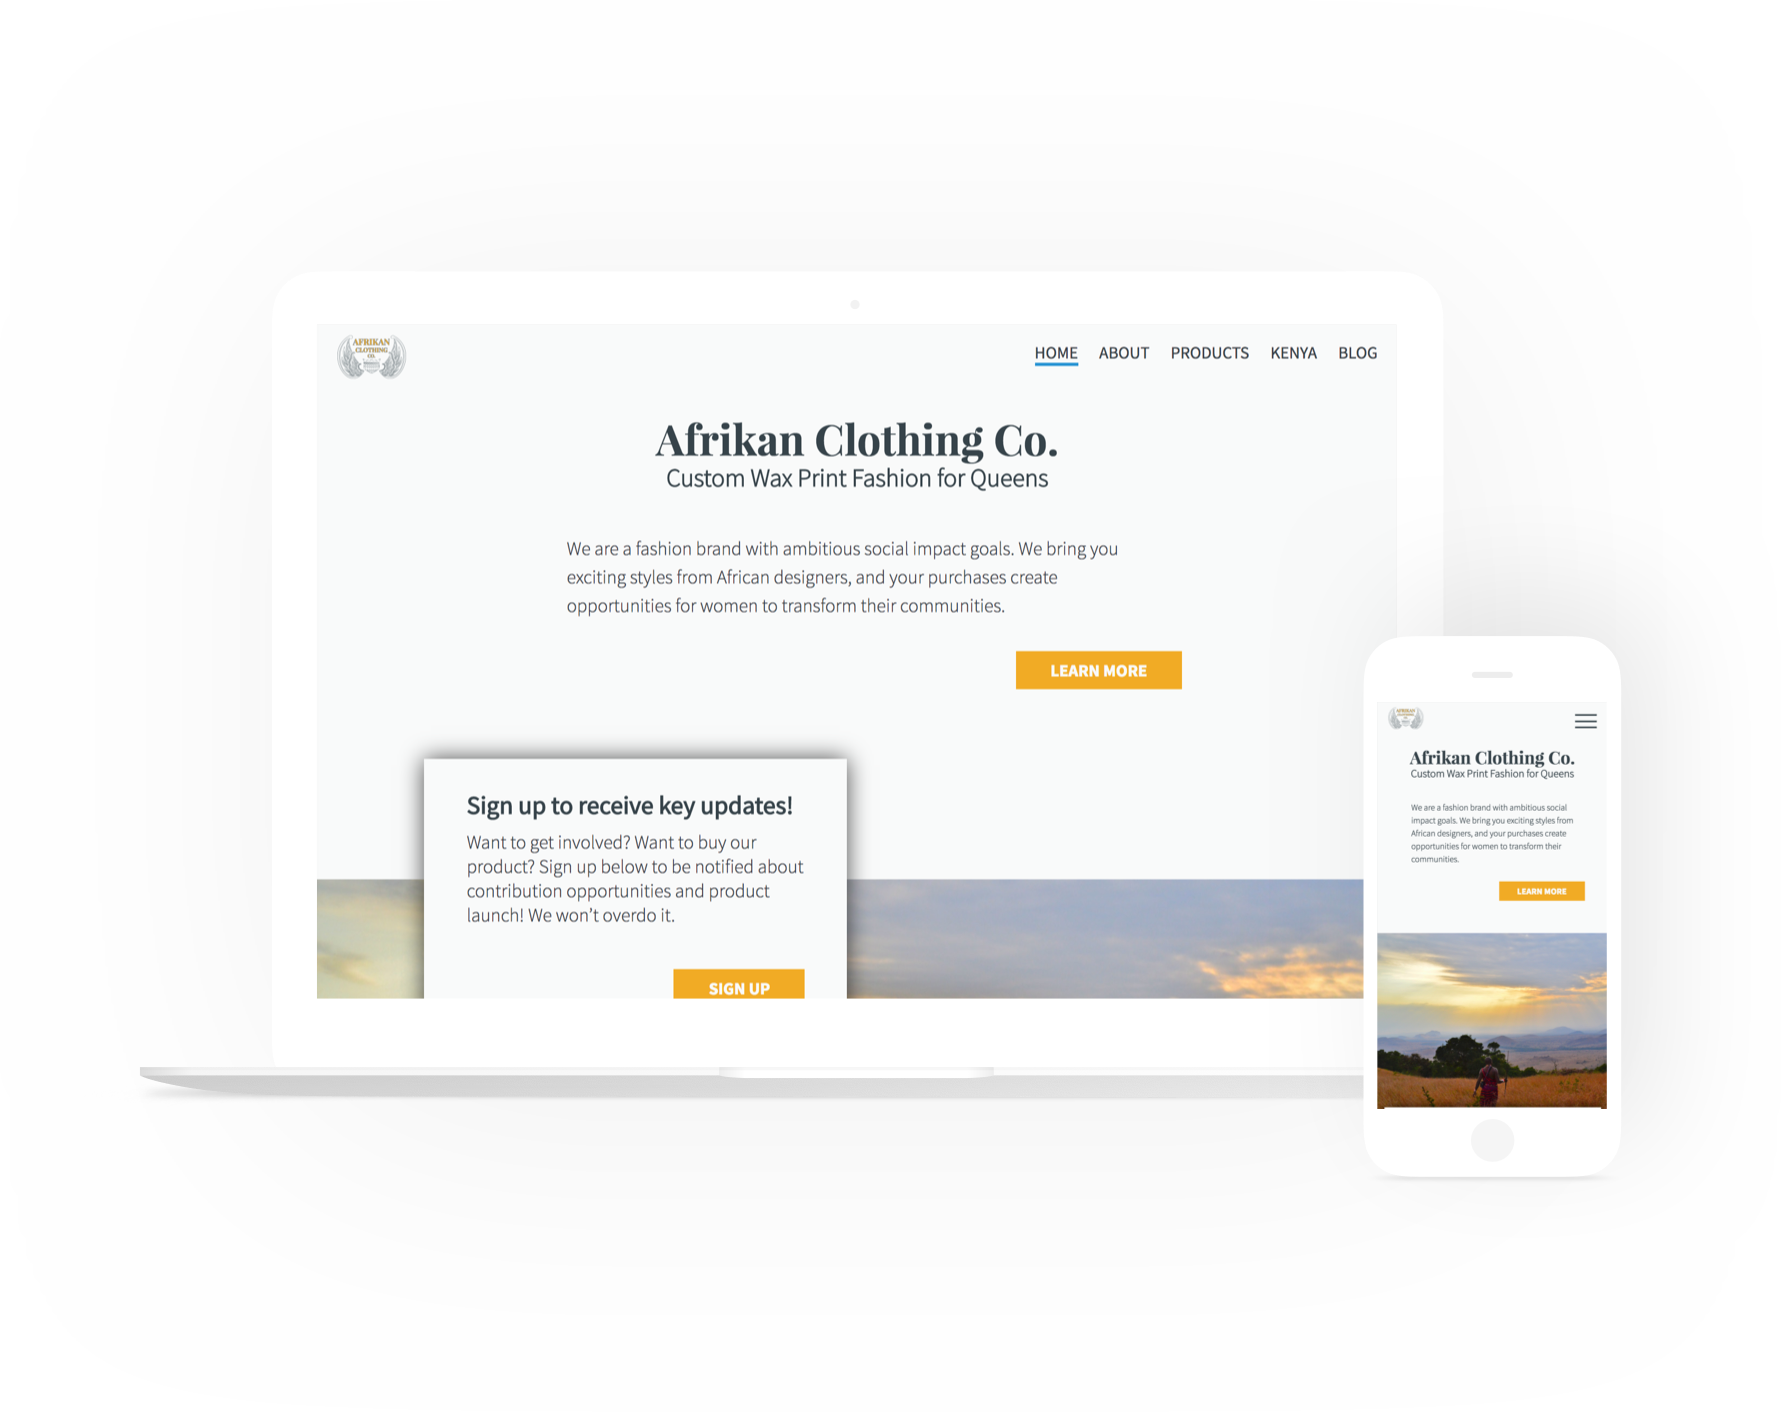 AFRIKAN
CLOTHING
CO.
HOME ABOUT PRODUCTS KENYA BLOG
Afrikan Clothing Co.
Custom Wax Print Fashion for Queens
We are a fashion brand with ambitious social impact goals. We bring you
exciting styles from African designers, and your purchases create
opportunities for women to transform their communities.
LEARN MORE
Sign up to receive key updates!
Want to get involved? Want to buy our
product? Sign up below to be notified about
contribution opportunities and product
launch! We won't overdo it.
SIGN UP
AFRIKAN
CLOTHING
CO.
Afrikan Clothing Co.
Custom Wax Print Fashion for Queens
We are a fashion brand with ambitious social
impact goals. We bring you exciting styles from
African designers, and your purchases create
opportunities for women to transform their
communities.
LEARN MORE